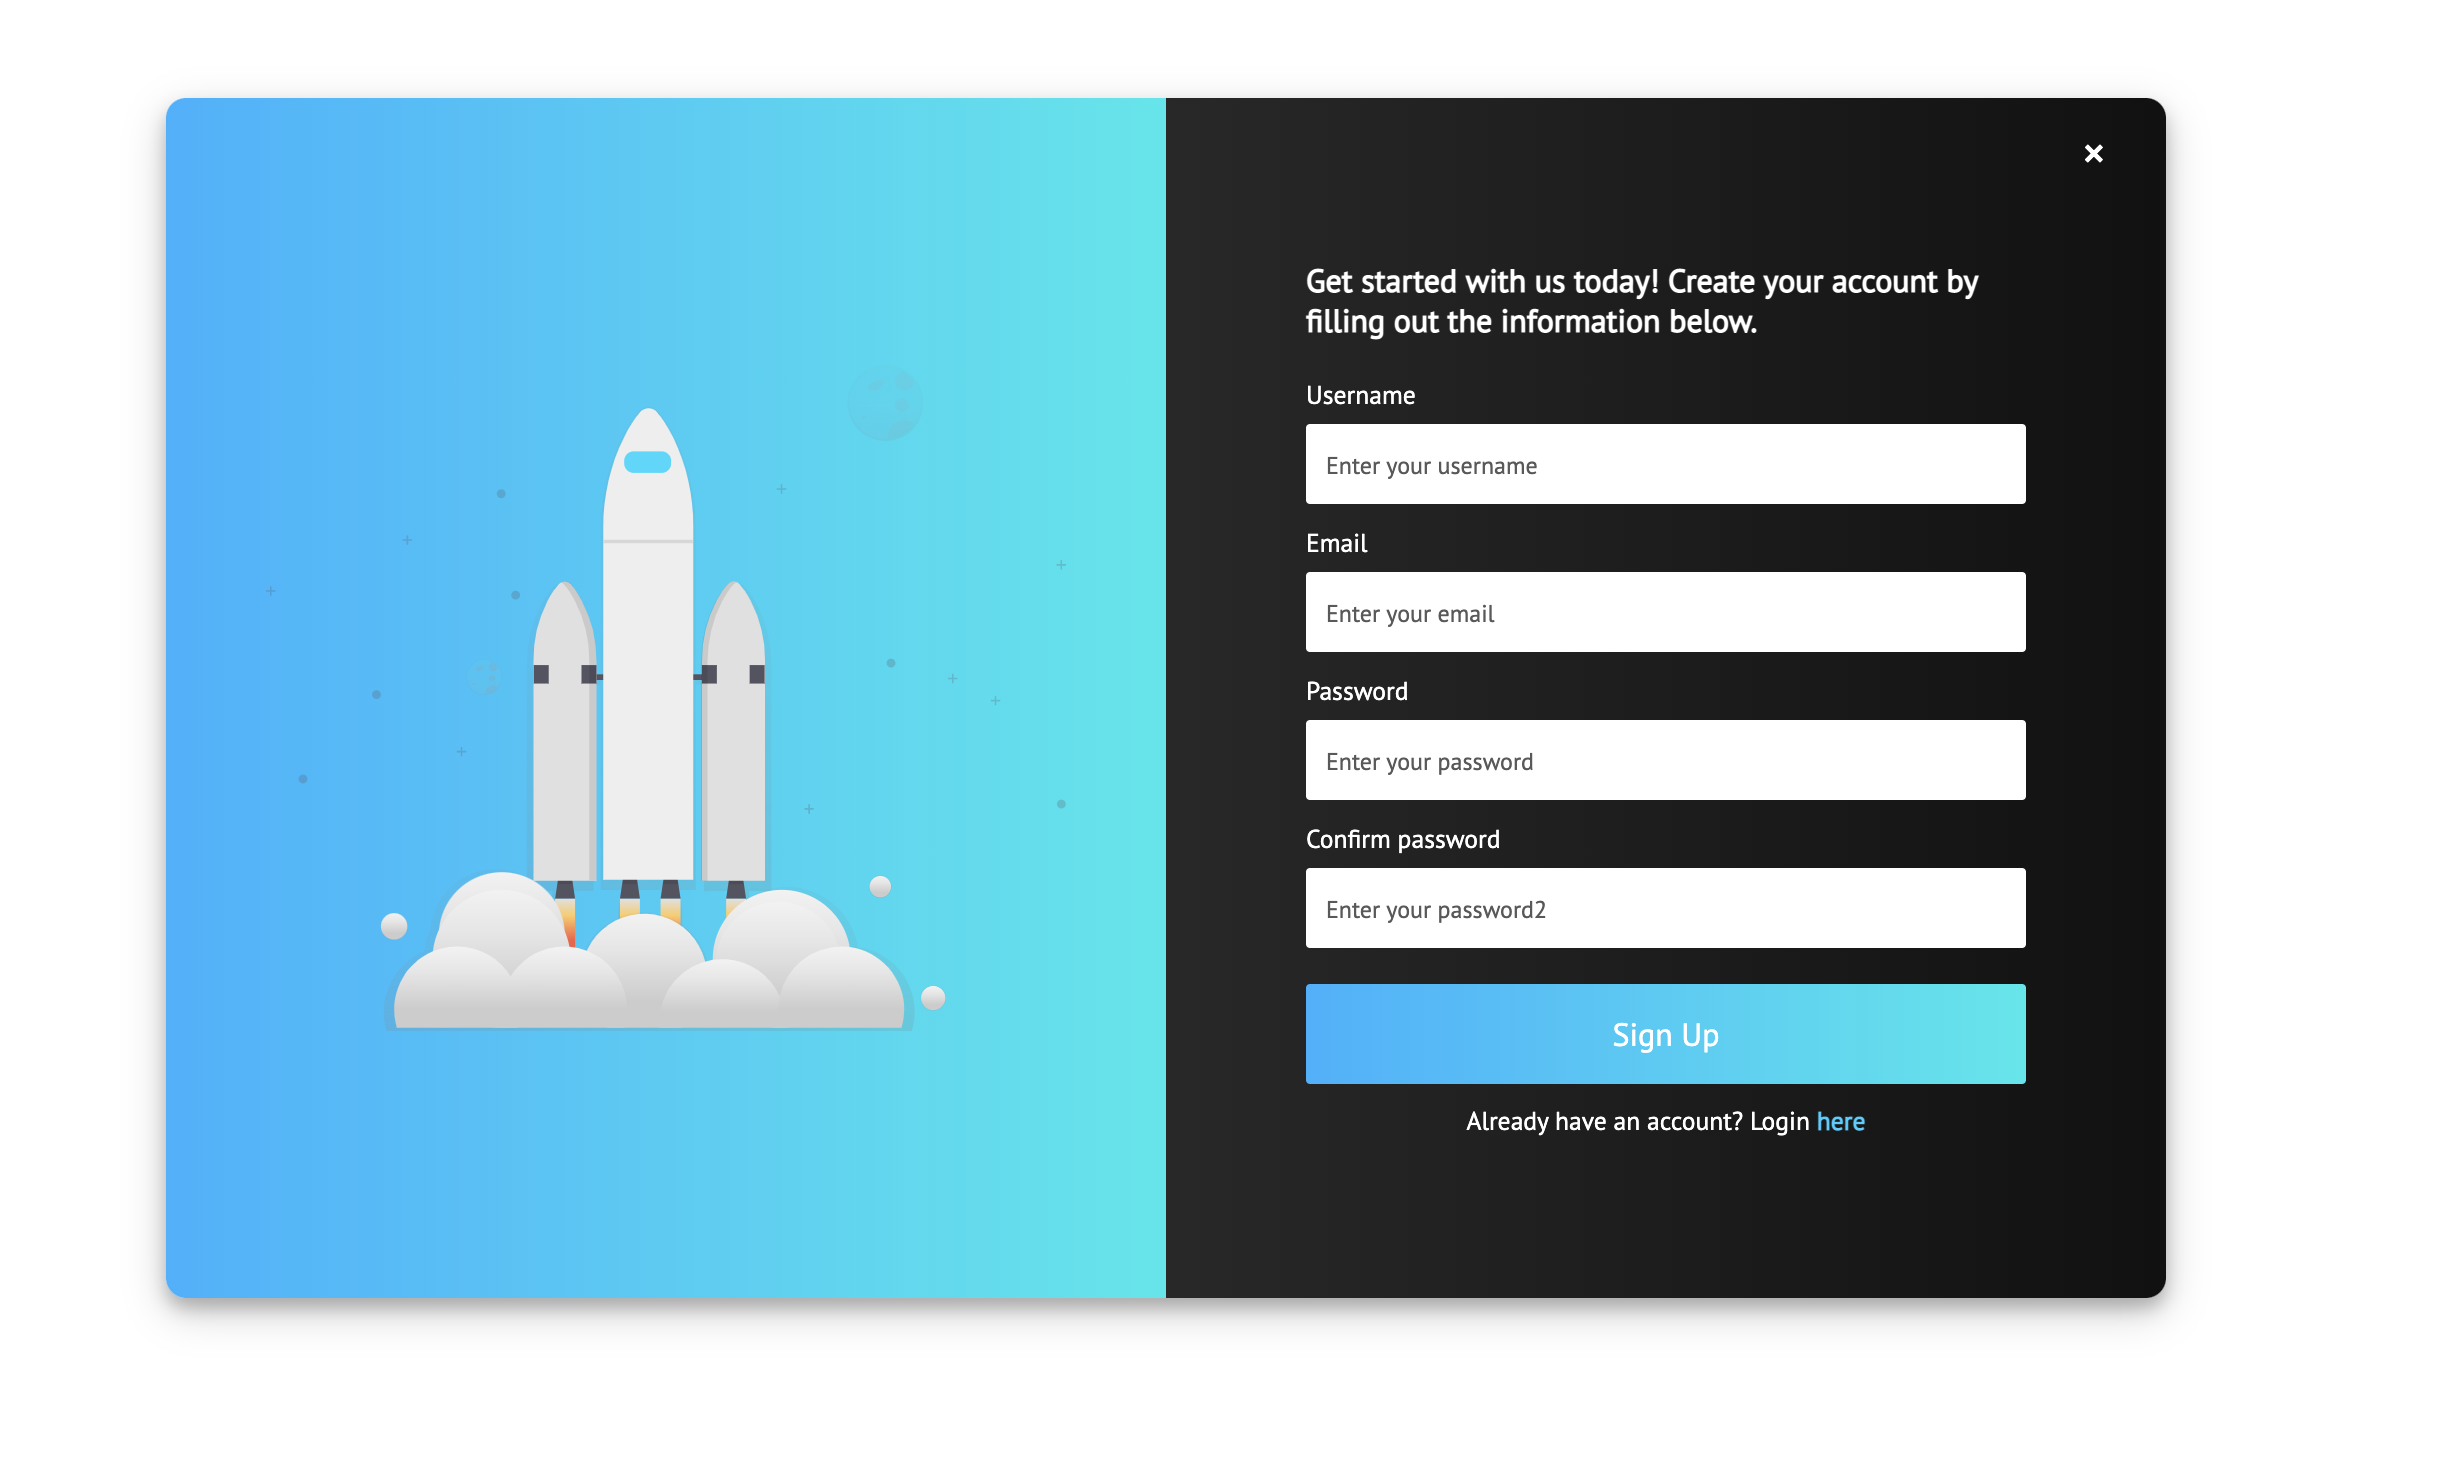 Get started with us today! Create your account by
filling out the information below.
Username
Enter your username
Email
Enter your email
Password
Enter your password
Confirm password
Enter your password2
Sign Up
Already have an account? Login here